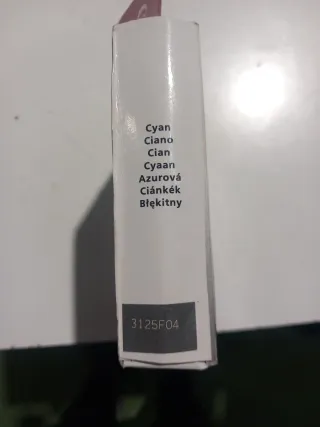 Cyan
Ciano
Cian
Cyaan
Azurová
Ciánkék
Błękitny
3125F04